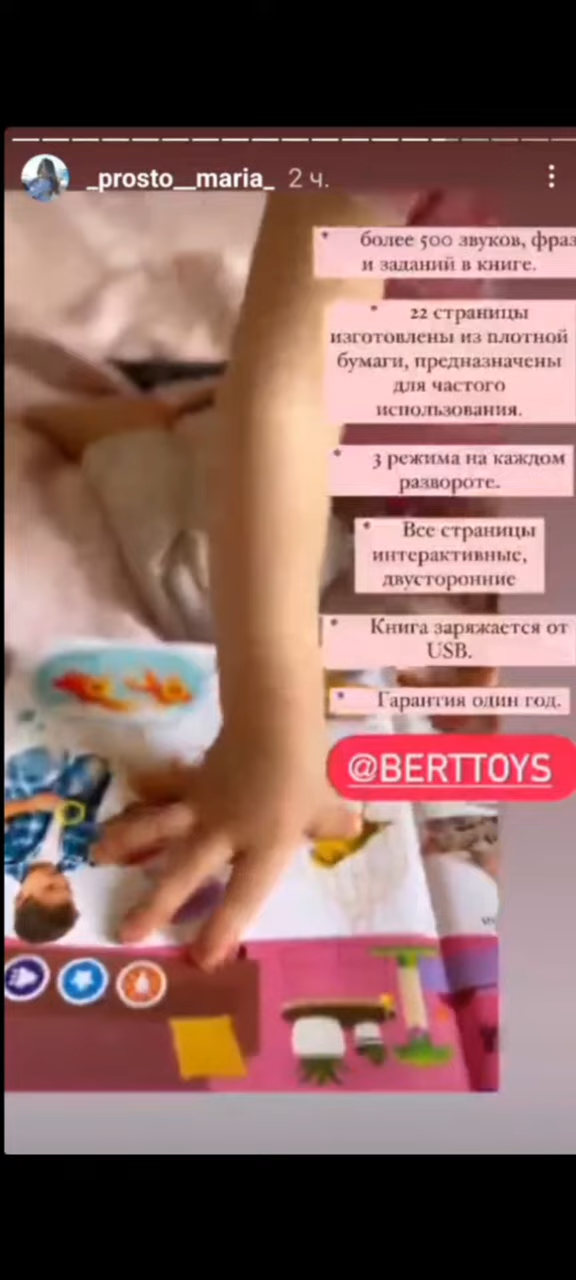 _prosto__maria_ 2 ч.
* более 500 звуков, фраз
и заданий в книге.
* 22 страницы
изготовлены из плотной
бумаги, предназначены
для частого
использования.
* 3 режима на каждом
развороте.
* Все страницы
интерактивные,
двусторонние
* Книга заряжается от
USB.
* Гарантия один год.
@BERTTOYS